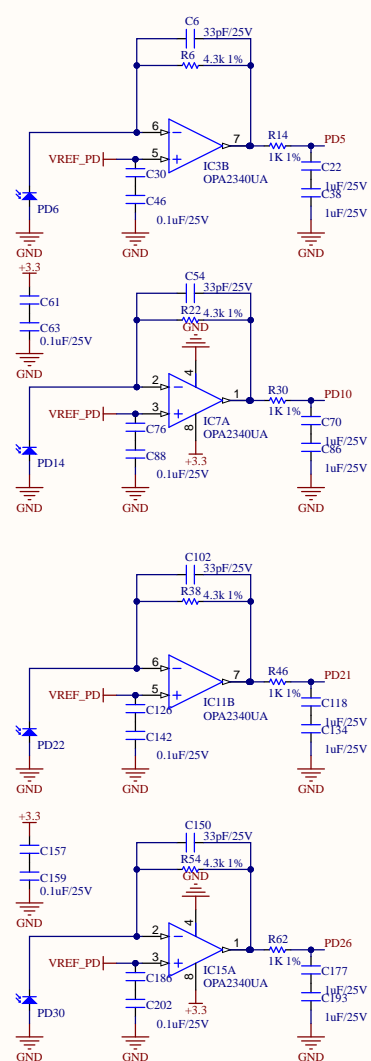 C6
33pF/25V
R6
4.3k 1%
6
7
R14
PD5
VREF_PD
5
1K 1%
IC3B
OPA2340UA
C30
C22
1uF/25V
PD6
C46
C38
0.1uF/25V
1uF/25V
GND
GND
GND
+3.3
C54
C61
33pF/25V
R22
4.3k 1%
C63
GND
0.1uF/25V
GND
4
2
1
R30
PD10
VREF_PD
3
1K 1%
IC7A
OPA2340UA
C76
8
C70
1uF/25V
PD14
C88
+3.3
C86
0.1uF/25V
1uF/25V
GND
GND
GND
C102
33pF/25V
R38
4.3k 1%
6
7
R46
PD21
VREF_PD
5
1K 1%
IC11B
OPA2340UA
C126
C118
1uF/25V
PD22
C142
C134
0.1uF/25V
1uF/25V
GND
GND
GND
+3.3
C150
33pF/25V
C157
R54
4.3k 1%
C159
GND
0.1uF/25V
GND
4
2
1
R62
PD26
VREF_PD
3
1K 1%
IC15A
OPA2340UA
C186
8
C177
1uF/25V
PD30
C202
+3.3
C193
0.1uF/25V
1uF/25V
GND
GND
GND